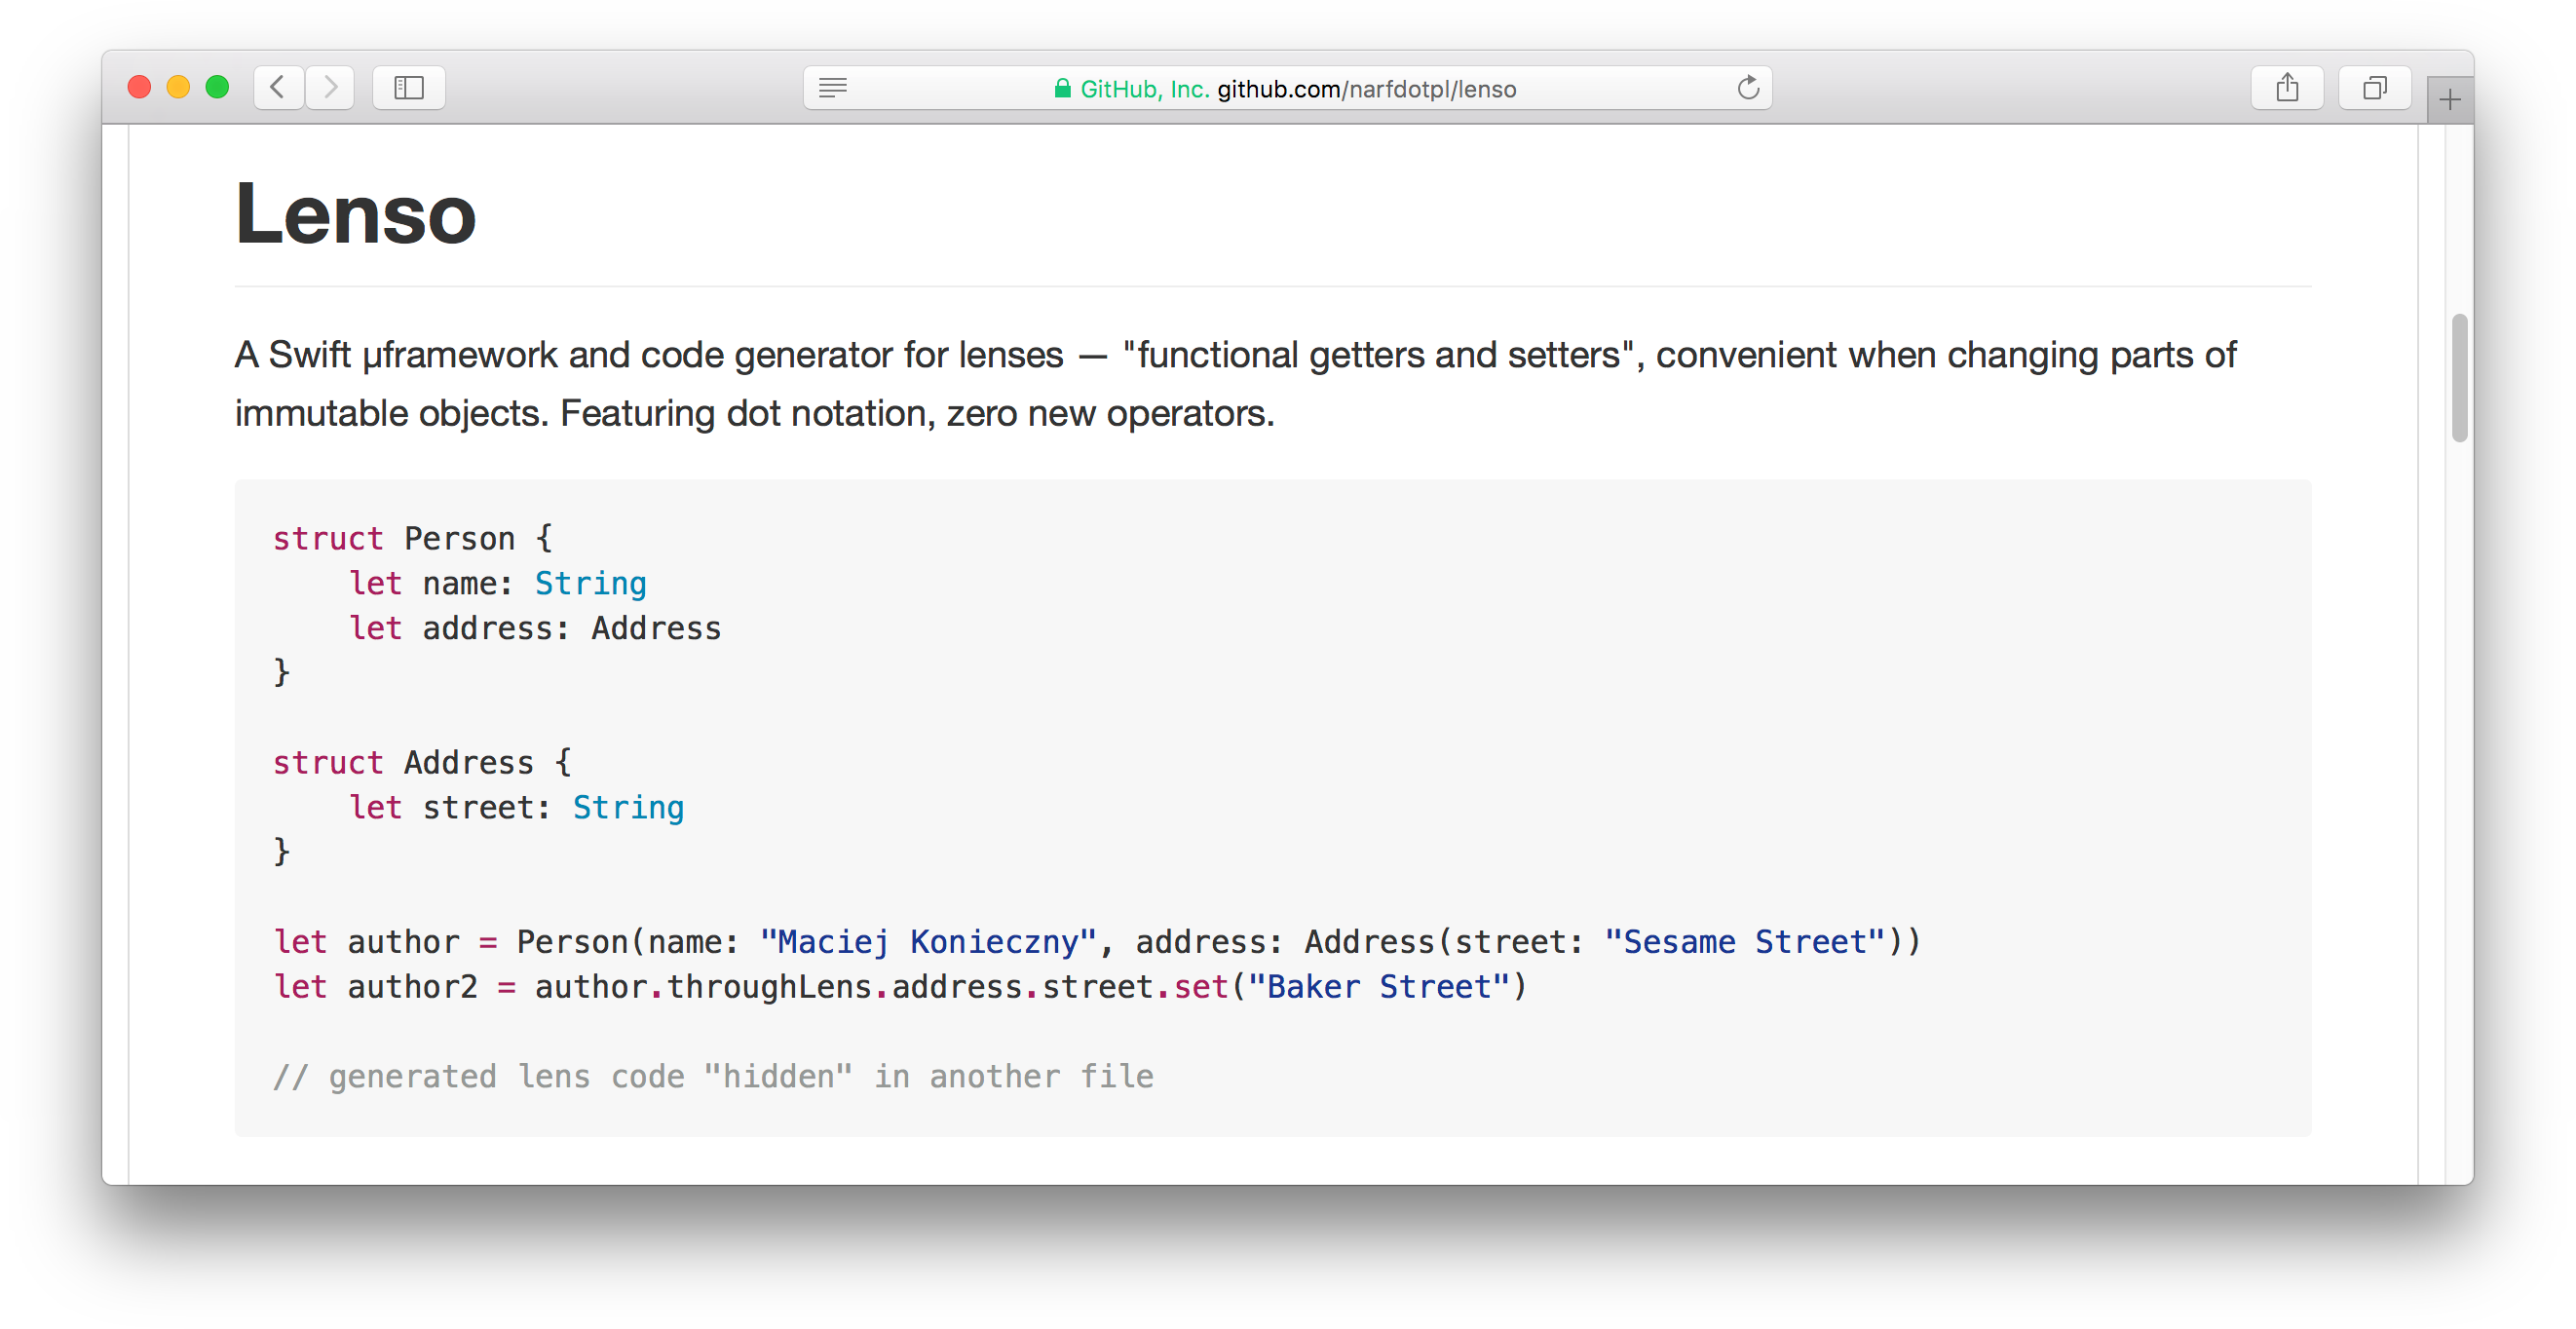 GitHub, Inc. github.com/narfdotpl/lenso
Lenso
A Swift µframework and code generator for lenses — "functional getters and setters", convenient when changing parts of
immutable objects. Featuring dot notation, zero new operators.
struct Person {
    let name: String
    let address: Address
}
struct Address {
    let street: String
}
let author = Person(name: "Maciej Konieczny", address: Address(street: "Sesame Street"))
let author2 = author.throughLens.address.street.set("Baker Street")
// generated lens code "hidden" in another file